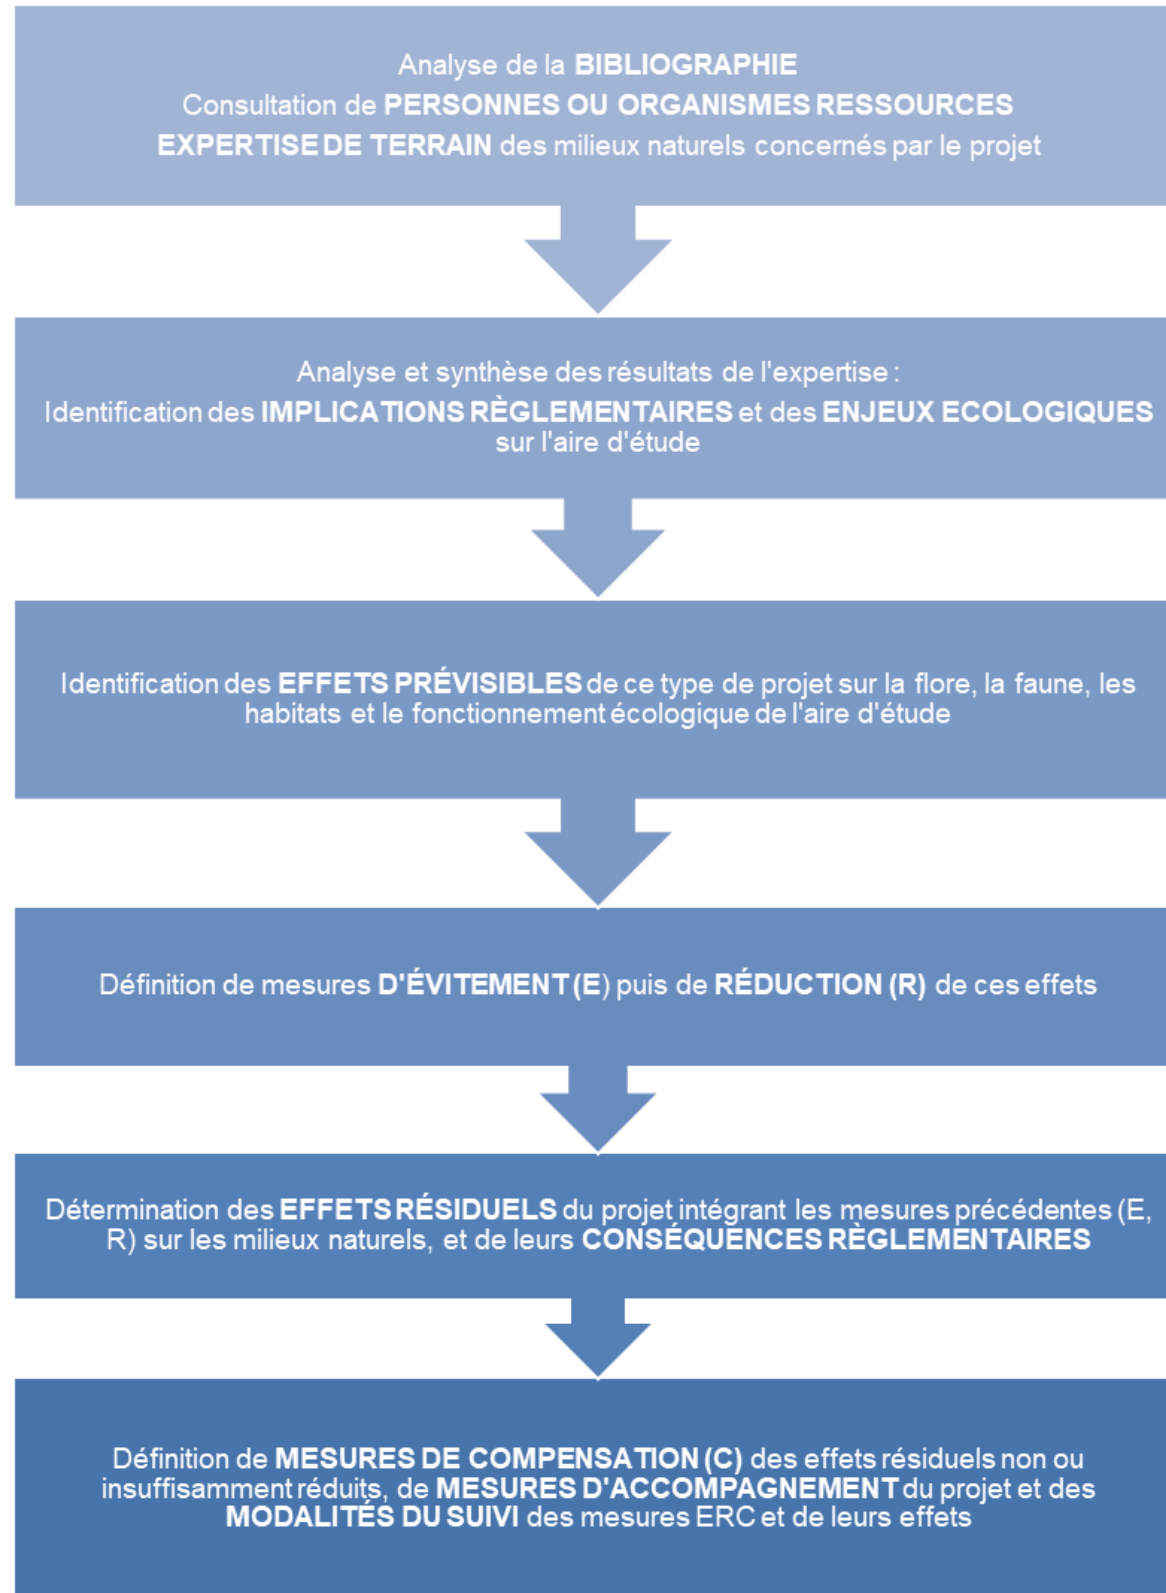 Analyse de la BIBLIOGRAPHIE
Consultation de PERSONNES OU ORGANISMES RESSOURCES
EXPERTISE DE TERRAIN des milieux naturels concernés par le projet
Analyse et synthèse des résultats de l'expertise :
Identification des IMPLICATIONS RÈGLEMENTAIRES et des ENJEUX ECOLOGIQUES
sur l'aire d'étude
Identification des EFFETS PRÉVISIBLES de ce type de projet sur la flore, la faune, les
habitats et le fonctionnement écologique de l'aire d'étude
Définition de mesures D'ÉVITEMENT (E) puis de RÉDUCTION (R) de ces effets
Détermination des EFFETS RÉSIDUELS du projet intégrant les mesures précédentes (E,
R) sur les milieux naturels, et de leurs CONSÉQUENCES RÈGLEMENTAIRES
Définition de MESURES DE COMPENSATION (C) des effets résiduels non ou
insuffisamment réduits, de MESURES D'ACCOMPAGNEMENT du projet et des
MODALITÉS DU SUIVI des mesures ERC et de leurs effets